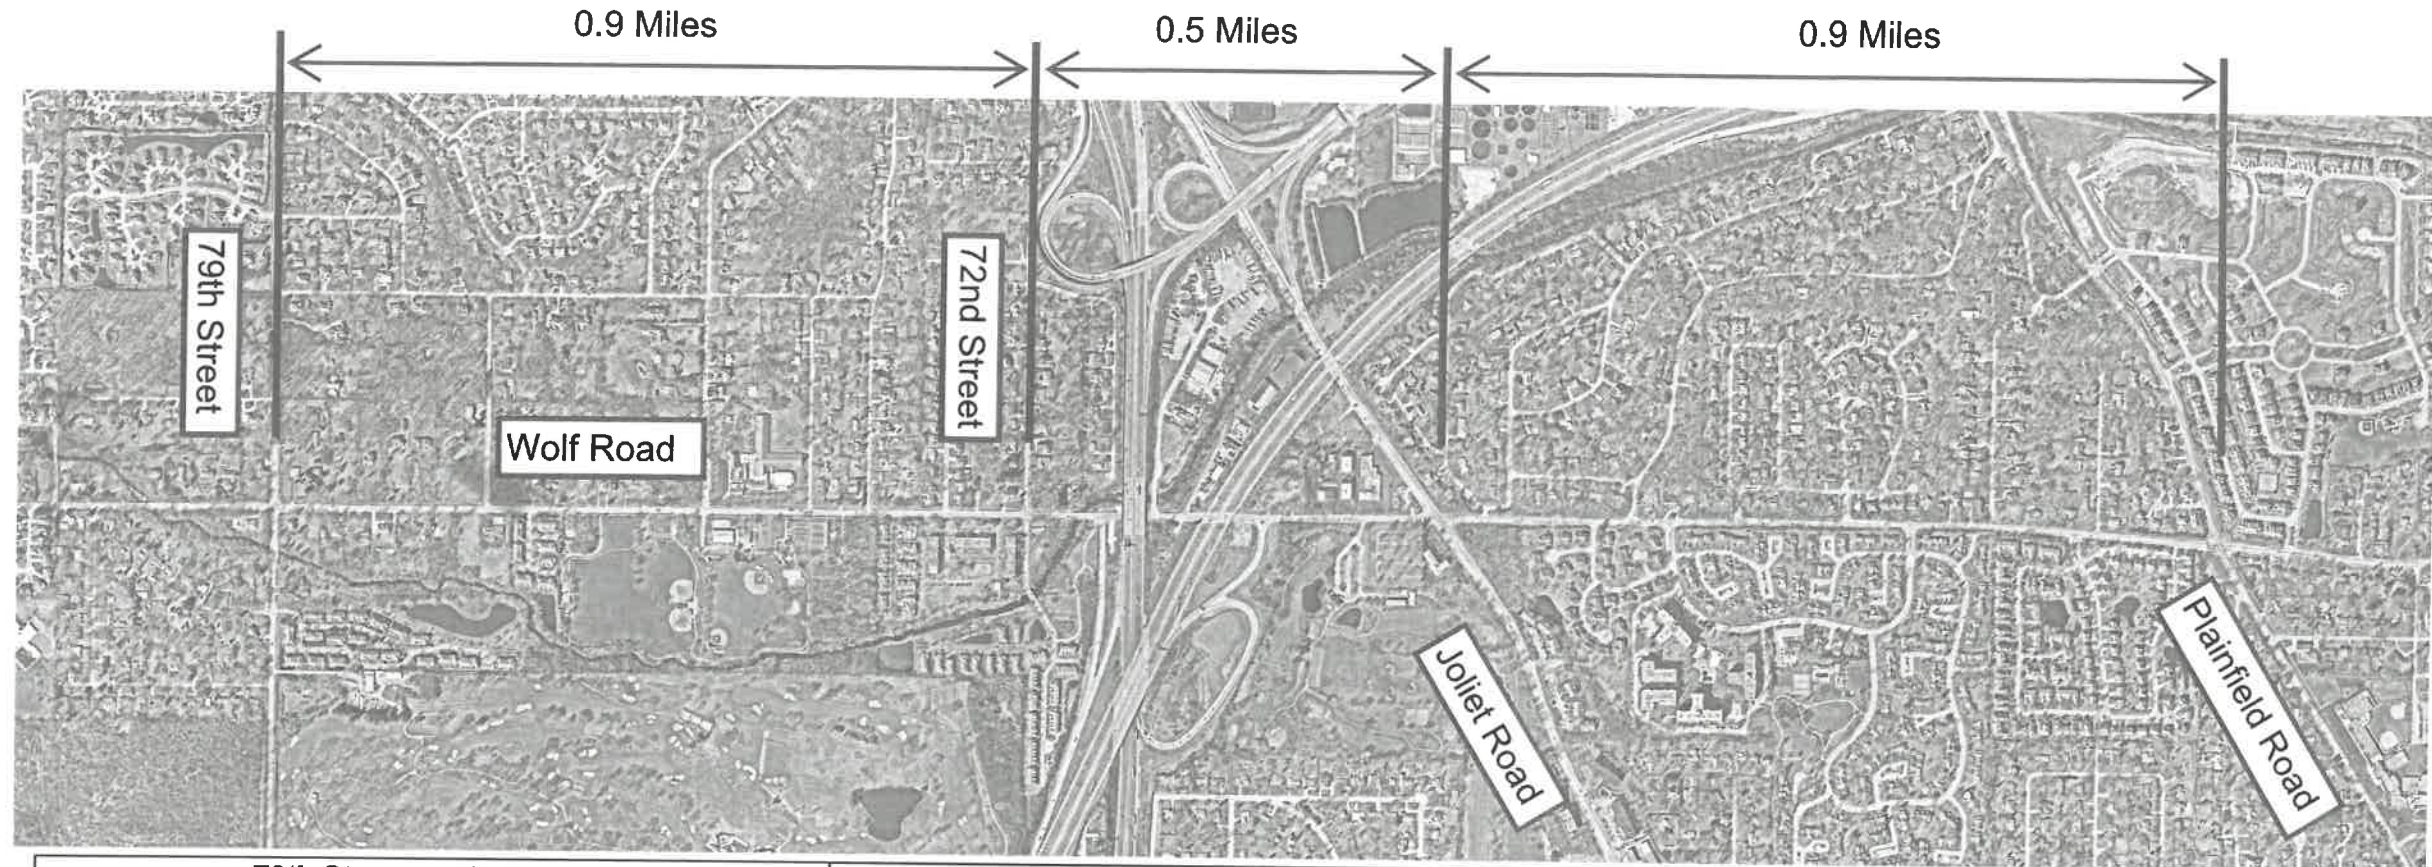 0.9 Miles
0.5 Miles
0.9 Miles
79th Street
72nd Street
Wolf Road
Joliet Road
Plainfield Road